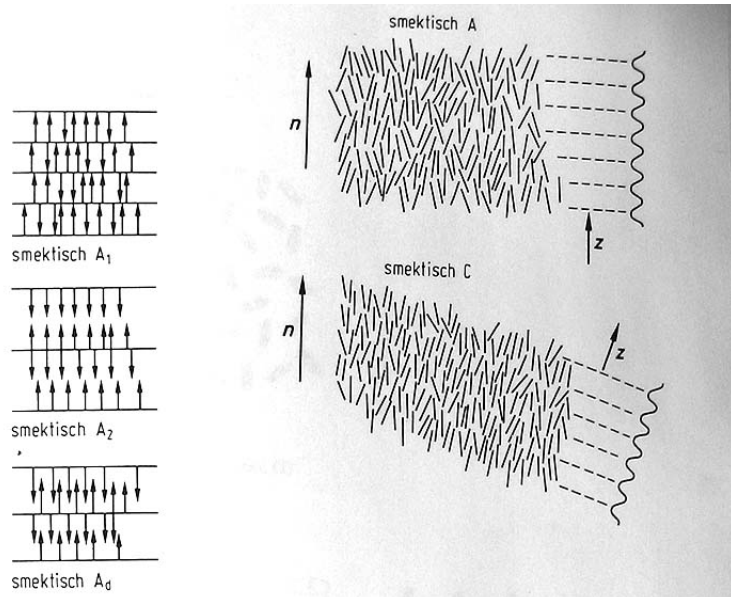 smektisch A
n
z
smektisch A₁
smektisch C
n
z
smektisch A₂
smektisch A_d